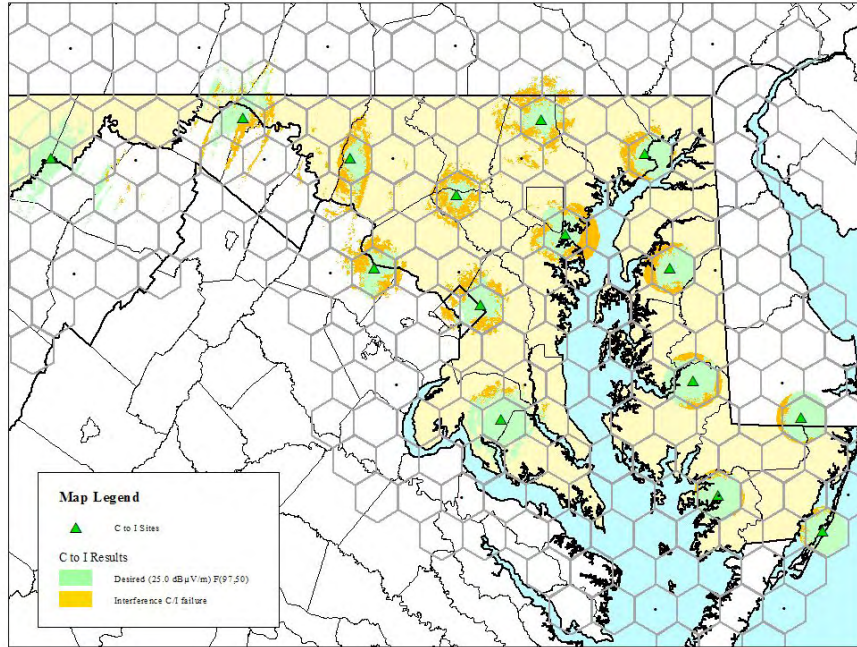 Map Legend
C to I Sites
C to I Results
Desired (25.0 dBµV/m) F(97,50)
Interference C/I failure